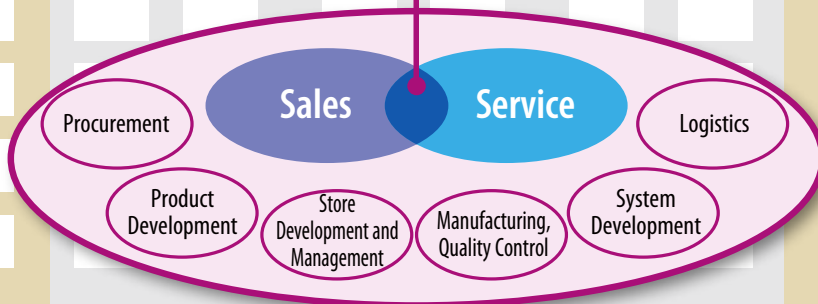 Sales
Service
Procurement
Logistics
Product
Development
Store
Development and
Management
Manufacturing,
Quality Control
System
Development